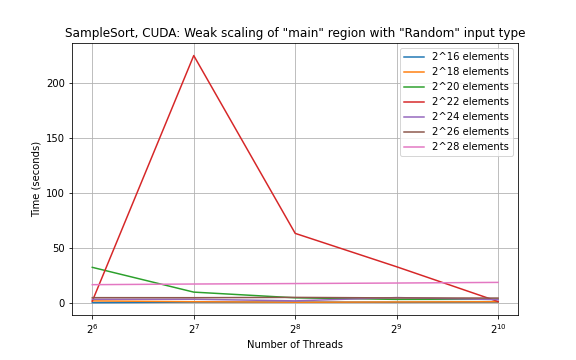 SampleSort, CUDA: Weak scaling of "main" region with "Random" input type
2^16 elements
2^18 elements
2^20 elements
2^22 elements
2^24 elements
2^26 elements
2^28 elements
Time (seconds)
200
150
100
50
0
2^6 2^7 2^8 2^9 2^10
Number of Threads